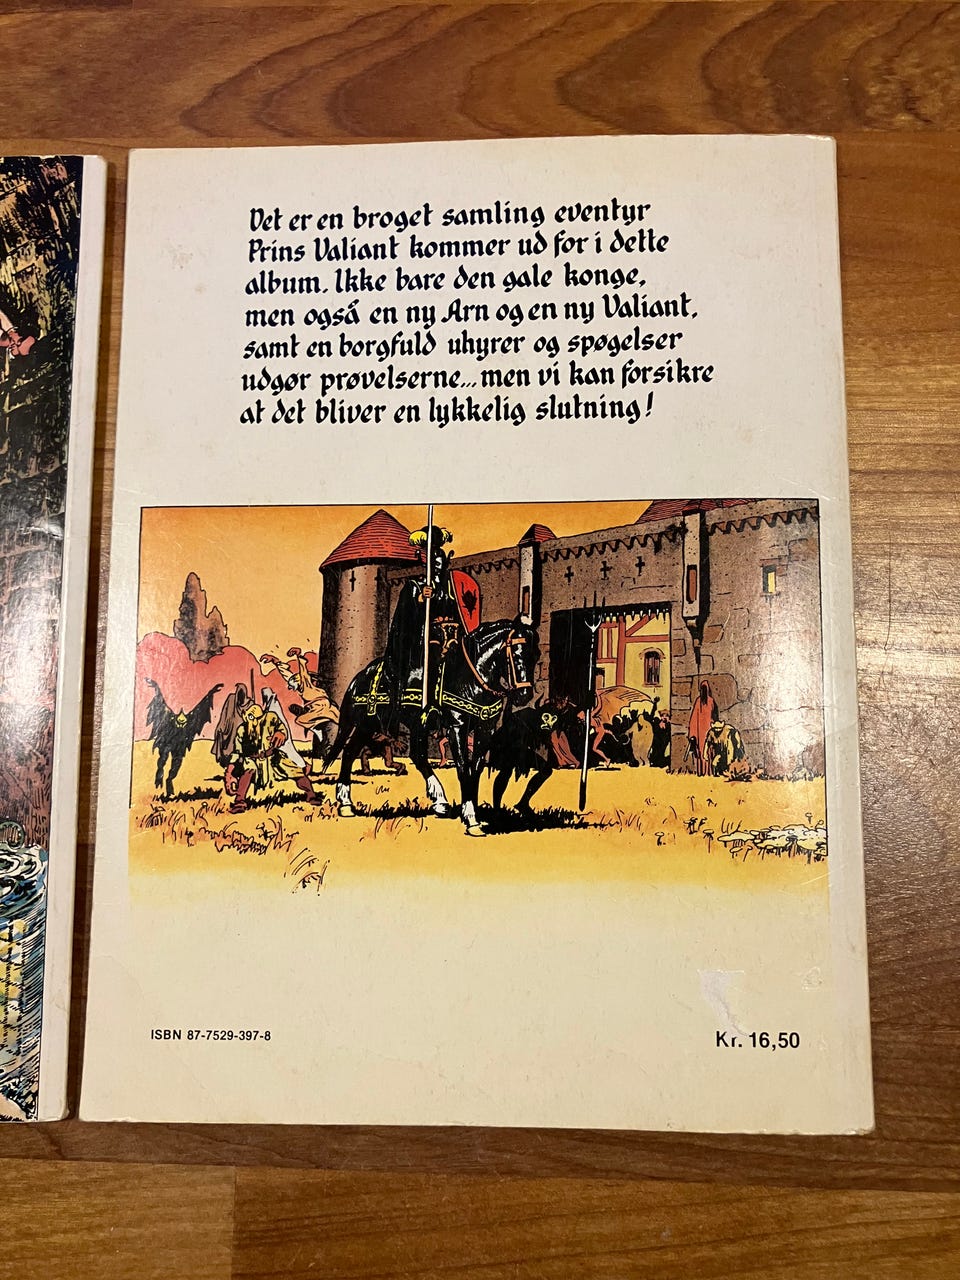 Det er en broget samling eventyr
Prins Valiant kommer ud for i dette
album. Ikke bare den gale konge,
men også en ny Arn og en ny Valiant,
samt en borgfuld uhyrer og spøgelser
udgør prøvelserne... men vi kan forsikre
at det bliver en lykkelig slutning!
ISBN 87-7529-397-8
Kr. 16,50